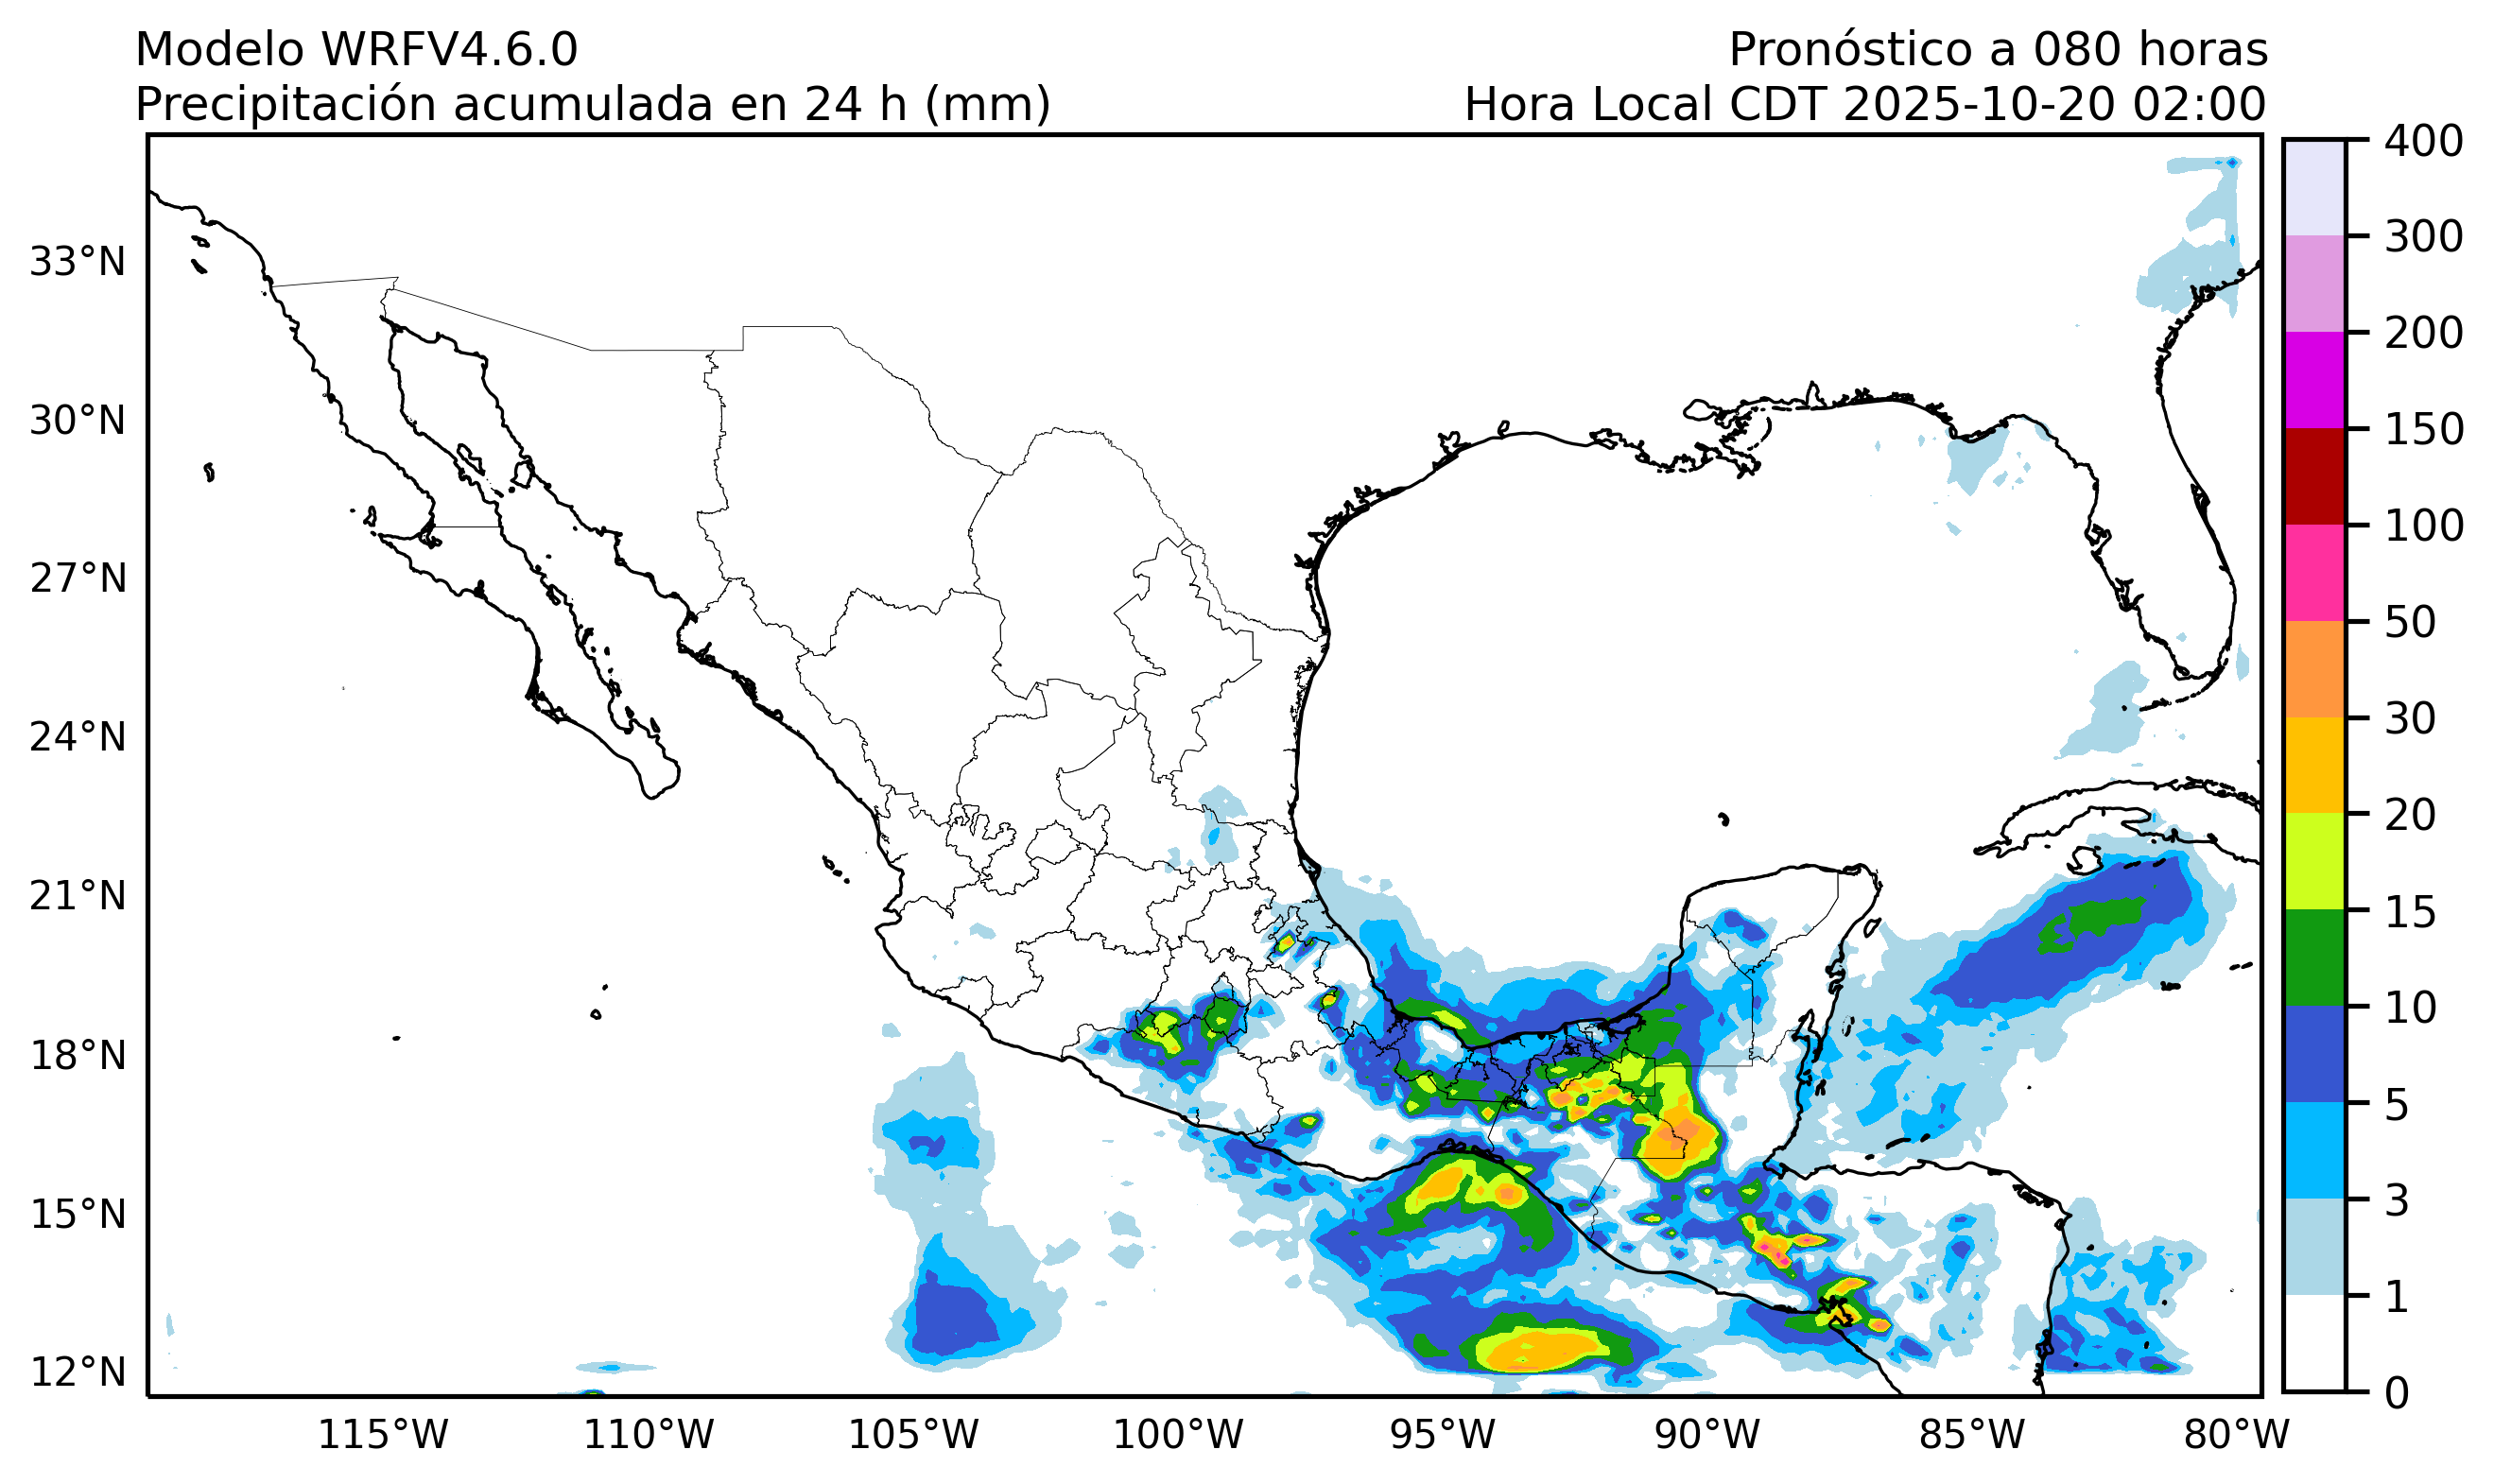 Modelo WRFV4.6.0
Pronóstico a 080 horas
Precipitación acumulada en 24 h (mm)
Hora Local CDT 2025-10-20 02:00
33°N
30°N
27°N
24°N
21°N
18°N
15°N
12°N
115°W
110°W
105°W
100°W
95°W
90°W
85°W
80°W
400
300
200
150
100
50
30
20
15
10
5
3
1
0